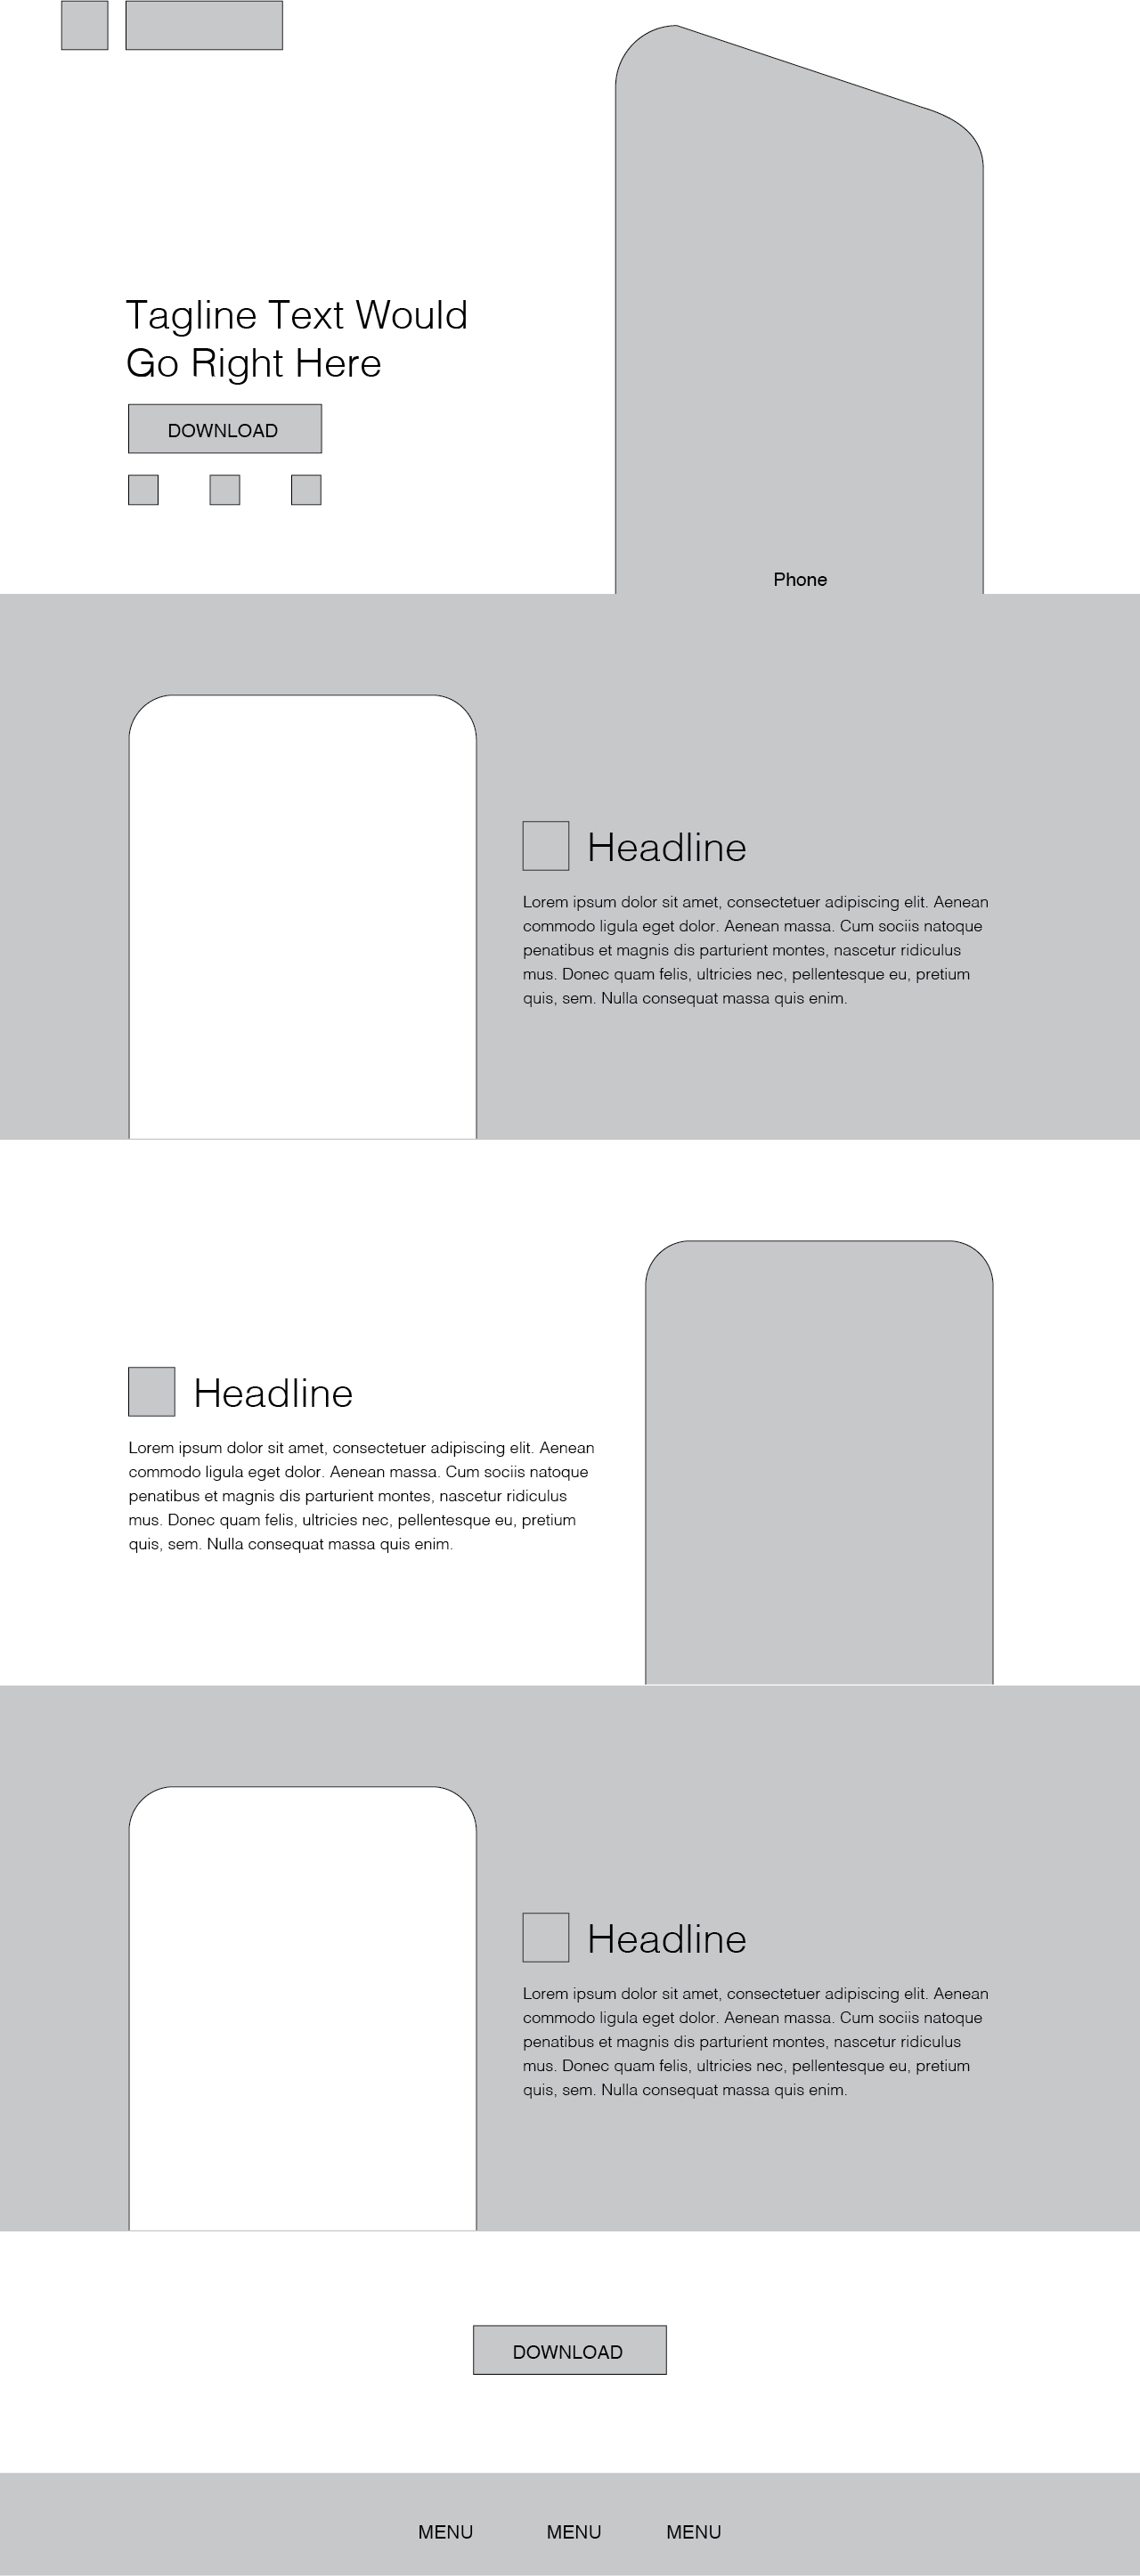 Tagline Text Would
Go Right Here
DOWNLOAD
Phone
Headline
Lorem ipsum dolor sit amet, consectetuer adipiscing elit. Aenean
commodo ligula eget dolor. Aenean massa. Cum sociis natoque
penatibus et magnis dis parturient montes, nascetur ridiculus
mus. Donec quam felis, ultricies nec, pellentesque eu, pretium
quis, sem. Nulla consequat massa quis enim.
Headline
Lorem ipsum dolor sit amet, consectetuer adipiscing elit. Aenean
commodo ligula eget dolor. Aenean massa. Cum sociis natoque
penatibus et magnis dis parturient montes, nascetur ridiculus
mus. Donec quam felis, ultricies nec, pellentesque eu, pretium
quis, sem. Nulla consequat massa quis enim.
Headline
Lorem ipsum dolor sit amet, consectetuer adipiscing elit. Aenean
commodo ligula eget dolor. Aenean massa. Cum sociis natoque
penatibus et magnis dis parturient montes, nascetur ridiculus
mus. Donec quam felis, ultricies nec, pellentesque eu, pretium
quis, sem. Nulla consequat massa quis enim.
DOWNLOAD
MENU MENU MENU